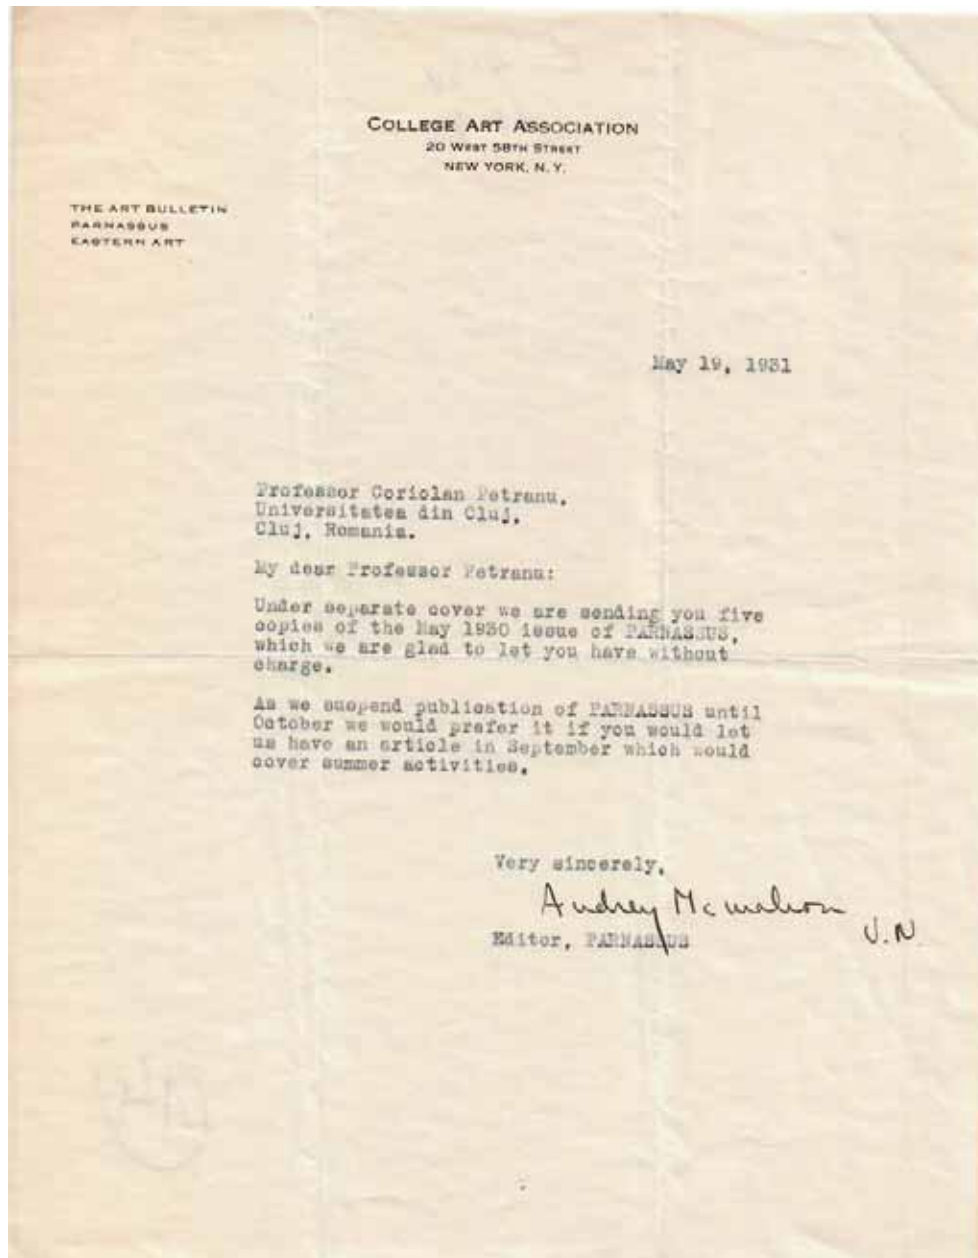 COLLEGE ART ASSOCIATION
20 WEST 58TH STREET
NEW YORK, N.Y.
THE ART BULLETIN
PARNASSUS
EASTERN ART
May 19, 1931
Professor Coriolan Petranu,
Universitatea din Cluj,
Cluj, Romania.
My dear Professor Petranu:
Under separate cover we are sending you five
copies of the May 1930 issue of PARNASSUS,
which we are glad to let you have without
charge.
As we suspend publication of PARNASSUS until
October we would prefer it if you would let
us have an article in September which would
cover summer activities.
Very sincerely,
Audrey McMahon
J.N.
Editor, PARNASSUS